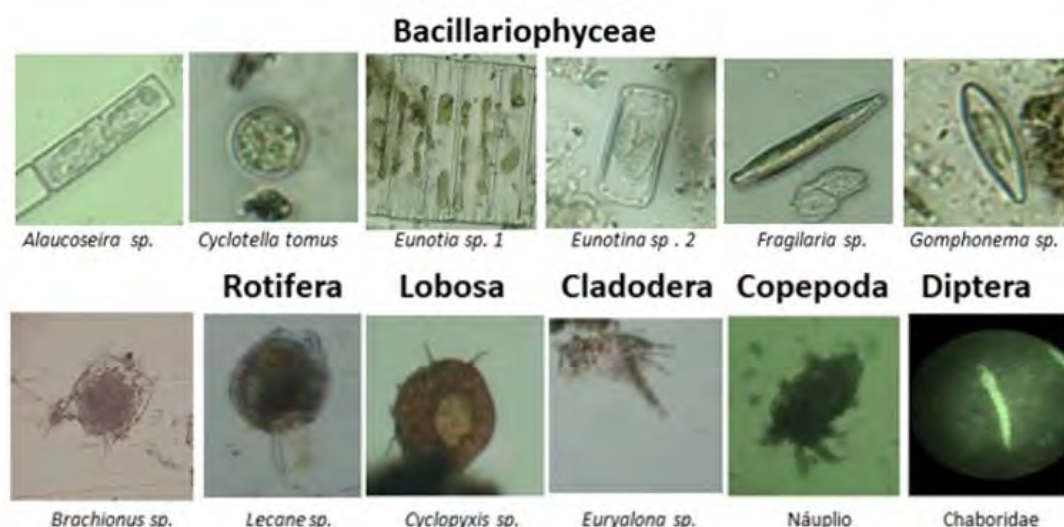 Bacillariophyceae
Alaucoseira sp.
Cyclotella tomus
Eunotia sp. 1
Eunotina sp . 2
Fragilaria sp.
Gomphonema sp.
Rotifera
Lobosa
Cladodera
Copepoda
Diptera
Brachionus sp.
Lecane sp.
Cyclopyxis sp.
Euryalona sp.
Náuplio
Chaboridae